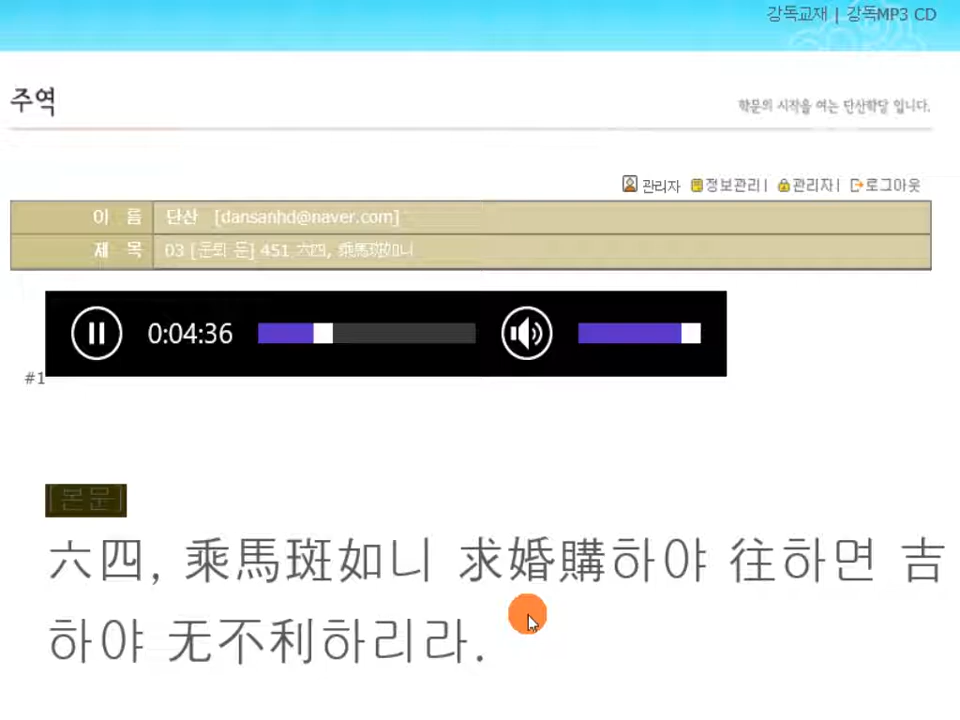 강독교재 | 강독MP3 CD
주역
학문의 시작을 여는 단산학당 입니다.
관리자 정보관리 | 관리자 | 로그아웃
이 름 단산 [dansanhd@naver.com]
제 목 03 [운뢰 둔] 451 六四, 乘馬班如니
0:04:36
#1
[본문]
六四, 乘馬斑如니 求婚購하야 往하면 吉
하야 无不利하리라.